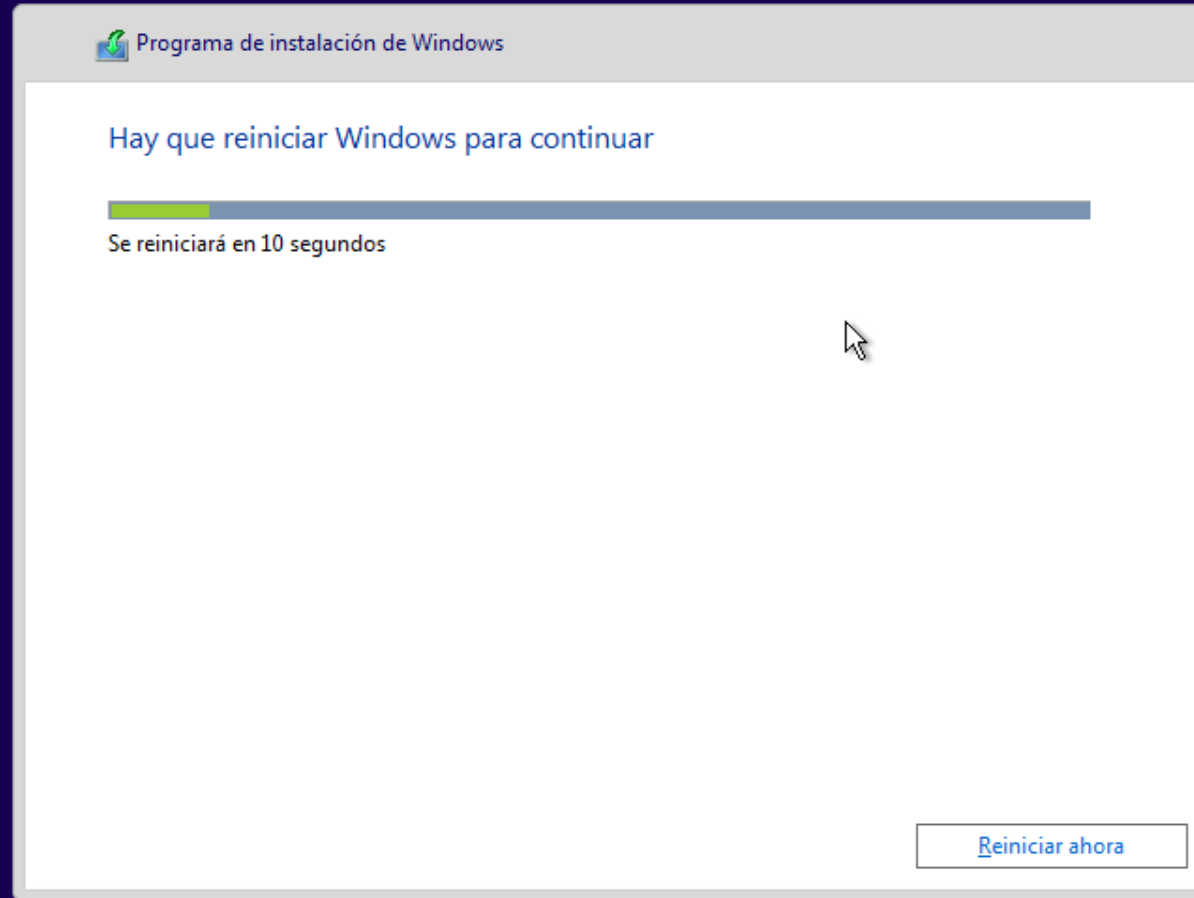 Programa de instalación de Windows
Hay que reiniciar Windows para continuar
Se reiniciará en 10 segundos
Reiniciar ahora